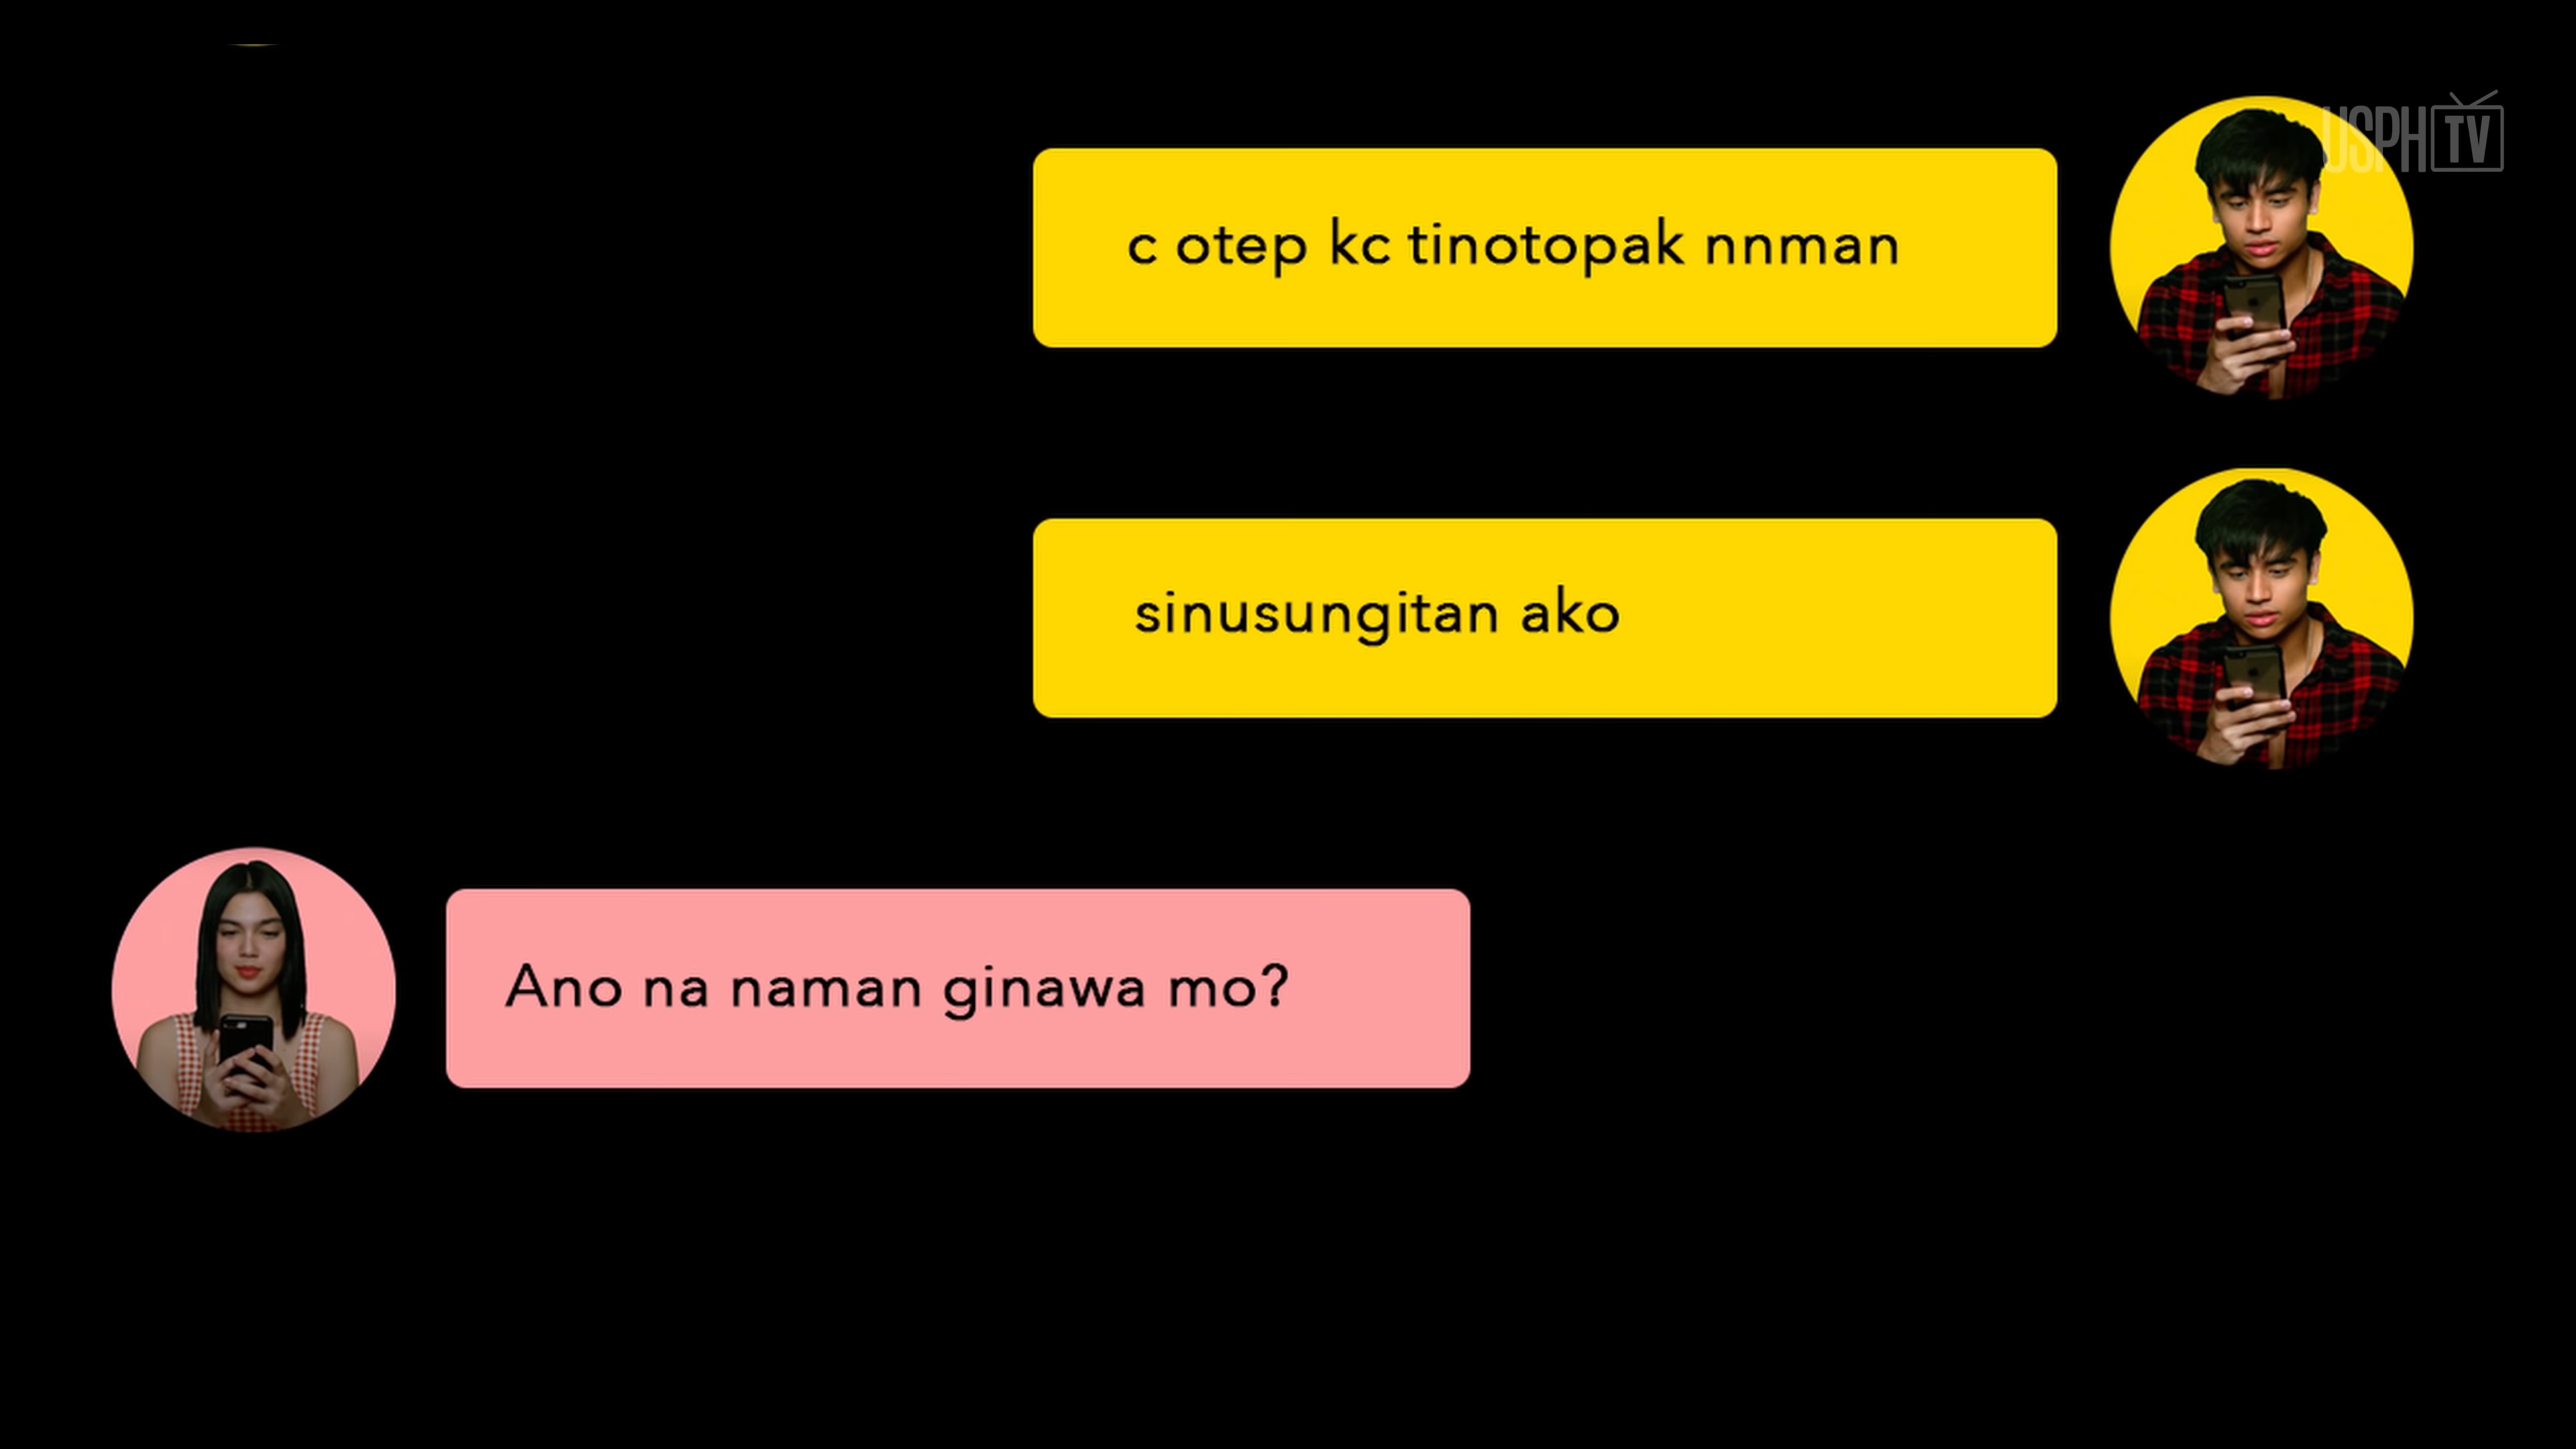 USPH TV
c otep kc tinotopak nnman
sinusungitan ako
Ano na naman ginawa mo?